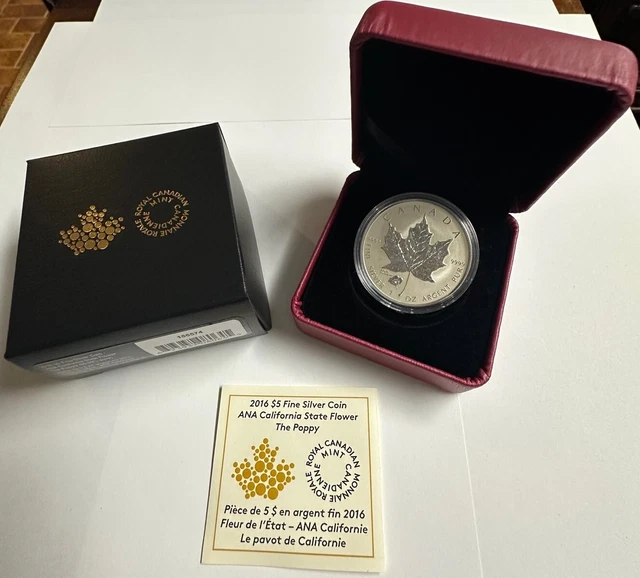 ROYAL CANADIAN MINT
MONNAIE ROYALE CANADIENNE
188574
CANADA
9999
1 OZ ARGENT PUR
2016 $5 Fine Silver Coin
ANA California State Flower
The Poppy
ROYAL CANADIAN MINT
MONNAIE ROYALE CANADIENNE
Pièce de 5 $ en argent fin 2016
Fleur de l'État – ANA Californie
Le pavot de Californie